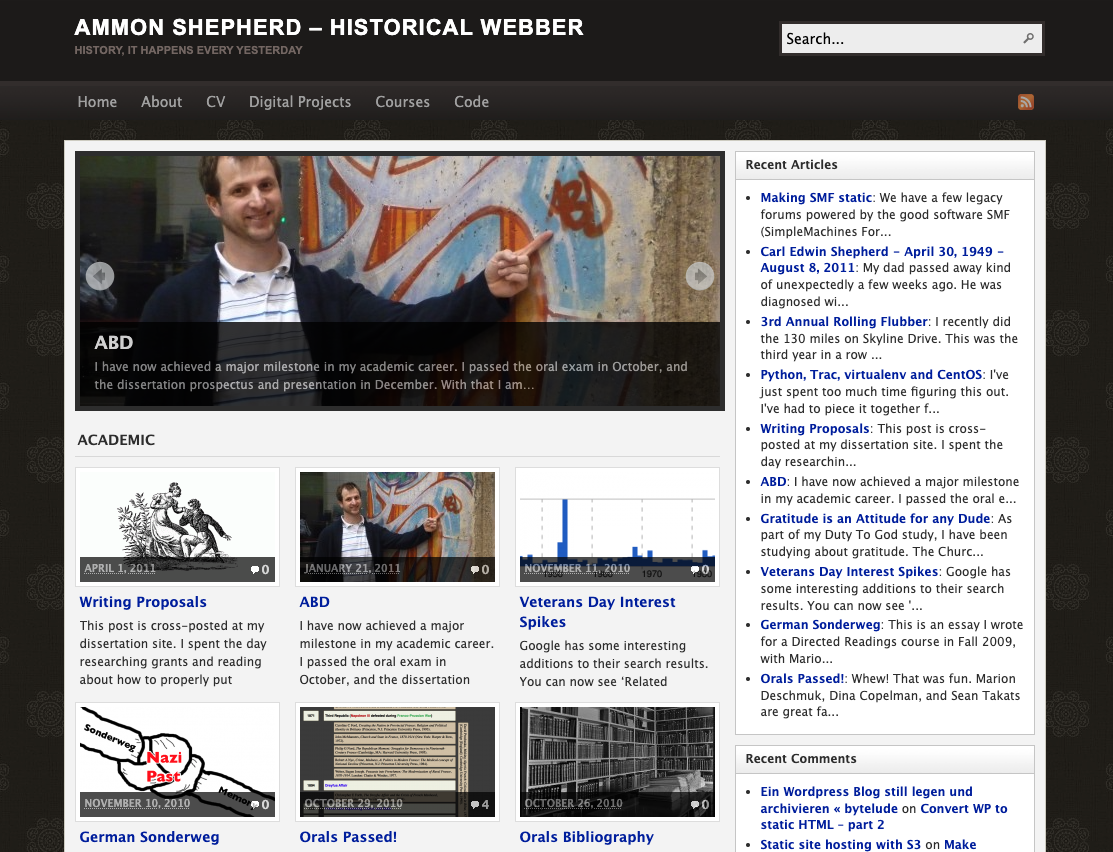 AMMON SHEPHERD – HISTORICAL WEBBER
HISTORY, IT HAPPENS EVERY YESTERDAY
Search...
Home About CV Digital Projects Courses Code
ABD
ABD
I have now achieved a major milestone in my academic career. I passed the oral exam in October, and
the dissertation prospectus and presentation in December. With that I am...
ACADEMIC
APRIL 1, 2011 0
Writing Proposals
This post is cross-posted at my
dissertation site. I spent the day
researching grants and reading
about how to properly put
JANUARY 21, 2011 0
ABD
I have now achieved a major
milestone in my academic career.
I passed the oral exam in
October, and the dissertation
1970
NOVEMBER 11, 2010 0
Veterans Day Interest
Spikes
Google has some interesting
additions to their search results.
You can now see ‘Related
Sonderweg
Nazi
Past
NOVEMBER 10, 2010 0
German Sonderweg
1871 Third Republic (Napoleon III defeated during Franco-Prussian War)
Dreyfus Affair
OCTOBER 29, 2010 4
Orals Passed!
OCTOBER 26, 2010 0
Orals Bibliography
Recent Articles
Making SMF static: We have a few legacy
forums powered by the good software SMF
(SimpleMachines For...
Carl Edwin Shepherd – April 30, 1949 –
August 8, 2011: My dad passed away kind
of unexpectedly a few weeks ago. He was
diagnosed wi...
3rd Annual Rolling Flubber: I recently did
the 130 miles on Skyline Drive. This was the
third year in a row ...
Python, Trac, virtualenv and CentOS: I've
just spent too much time figuring this out.
I've had to piece it together f...
Writing Proposals: This post is cross-
posted at my dissertation site. I spent the
day researchin...
ABD: I have now achieved a major milestone
in my academic career. I passed the oral e...
Gratitude is an Attitude for any Dude: As
part of my Duty To God study, I have been
studying about gratitude. The Churc...
Veterans Day Interest Spikes: Google has
some interesting additions to their search
results. You can now see '...
German Sonderweg: This is an essay I wrote
for a Directed Readings course in Fall 2009,
with Mario...
Orals Passed!: Whew! That was fun. Marion
Deschmuk, Dina Copelman, and Sean Takats
are great fa...
Recent Comments
Ein Wordpress Blog still legen und
archivieren « bytelude on Convert WP to
static HTML – part 2
Static site hosting with S3 on Make